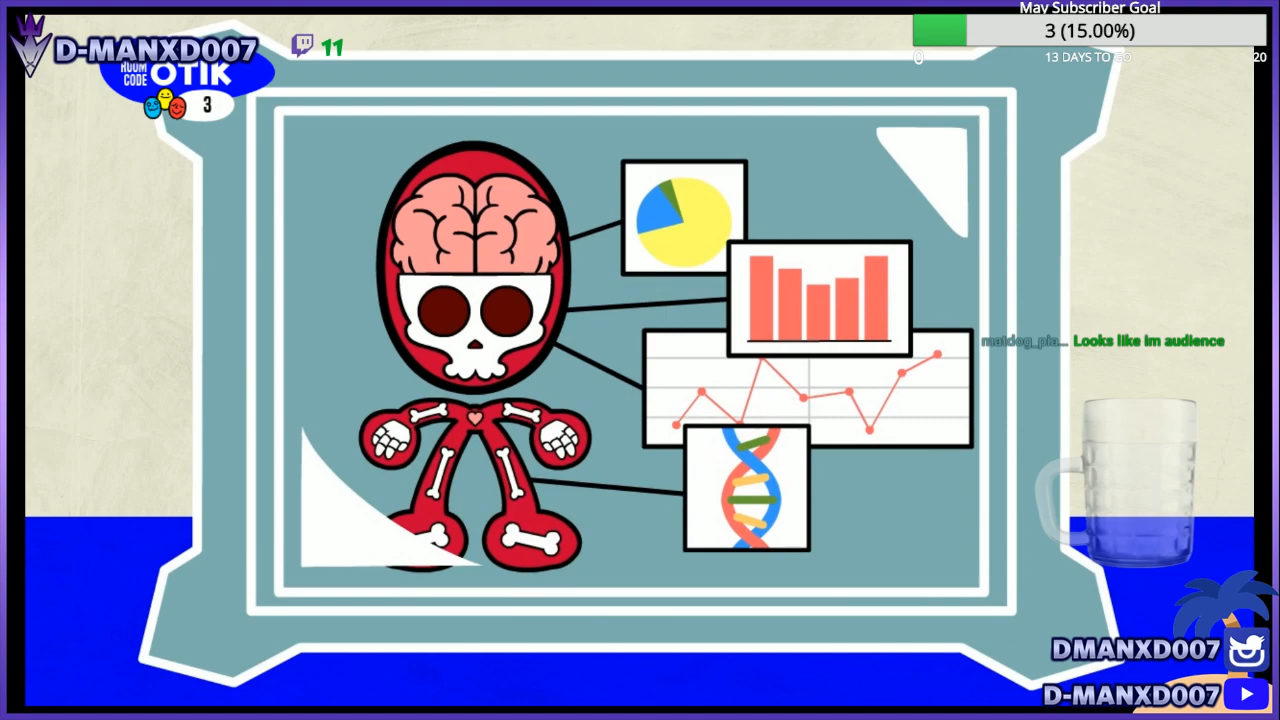 May Subscriber Goal
3 (15.00%)
0
13 DAYS TO GO
20
D-MANXD007
11
ROOM
CODE
OTIK
3
Looks like im audience
DMANXD007
D-MANXD007